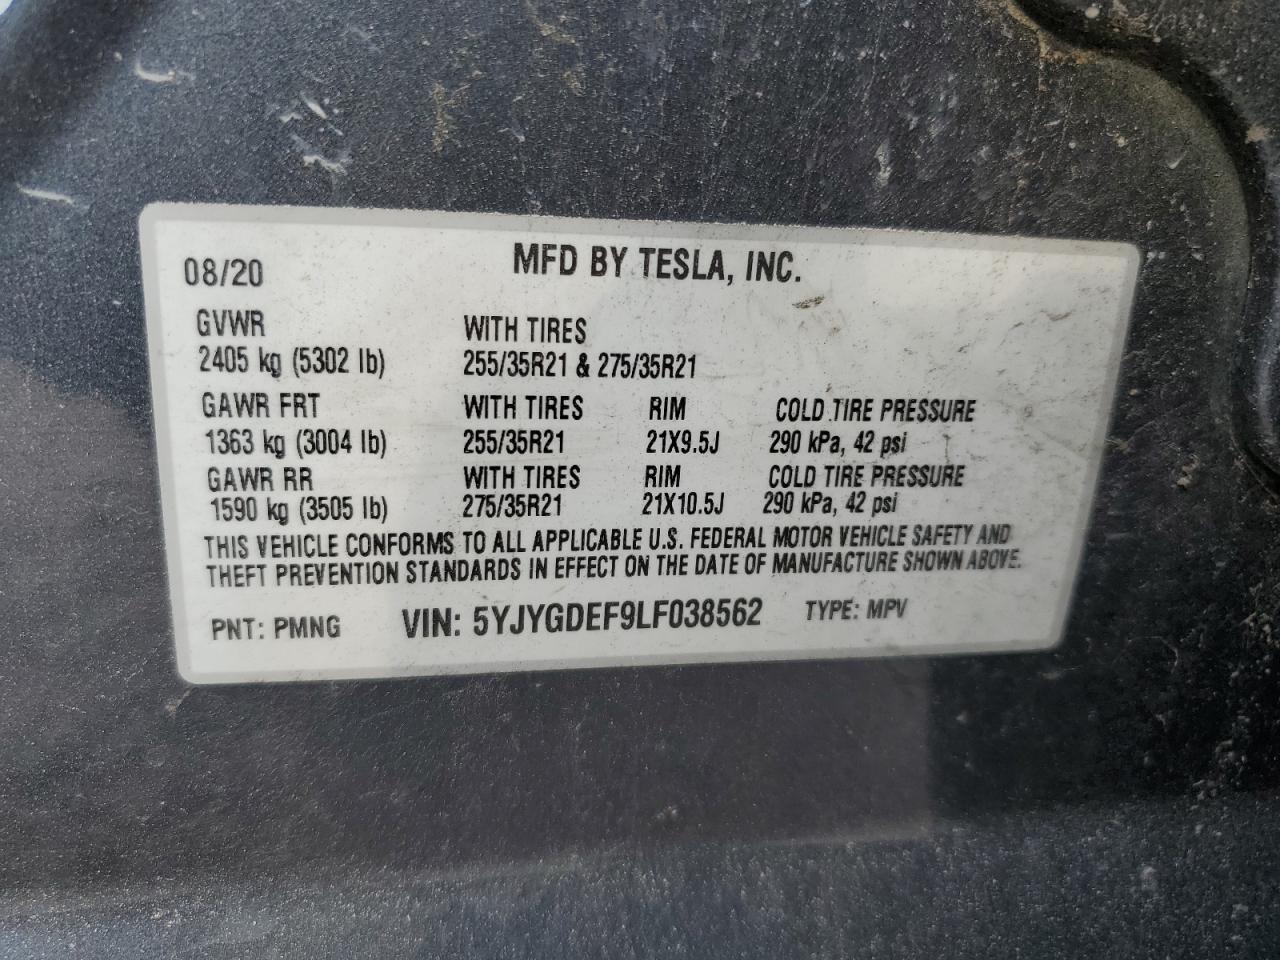 MFD BY TESLA, INC.
08/20
GVWR WITH TIRES
2405 kg (5302 lb) 255/35R21 & 275/35R21
GAWR FRT WITH TIRES RIM COLD TIRE PRESSURE
1363 kg (3004 lb) 255/35R21 21X9.5J 290 kPa, 42 psi
GAWR RR WITH TIRES RIM COLD TIRE PRESSURE
1590 kg (3505 lb) 275/35R21 21X10.5J 290 kPa, 42 psi
THIS VEHICLE CONFORMS TO ALL APPLICABLE U.S. FEDERAL MOTOR VEHICLE SAFETY AND
THEFT PREVENTION STANDARDS IN EFFECT ON THE DATE OF MANUFACTURE SHOWN ABOVE.
PNT: PMNG VIN: 5YJYGDEF9LF038562 TYPE: MPV